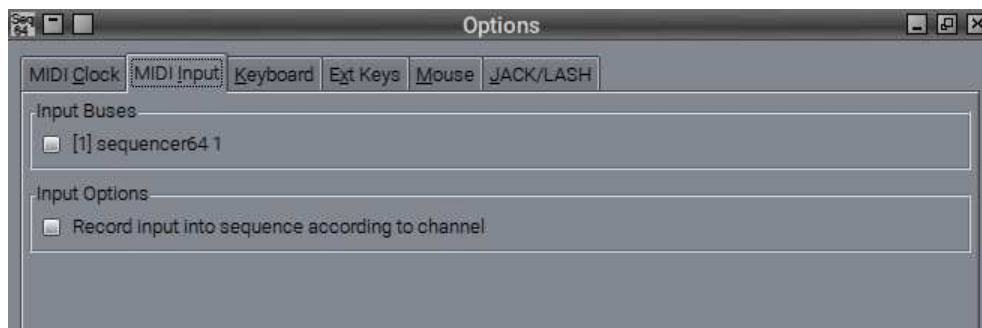 Seq
64
Options
MIDI Clock MIDI Input Keyboard Ext Keys Mouse JACK/LASH
Input Buses
[1] sequencer64 1
Input Options
Record input into sequence according to channel